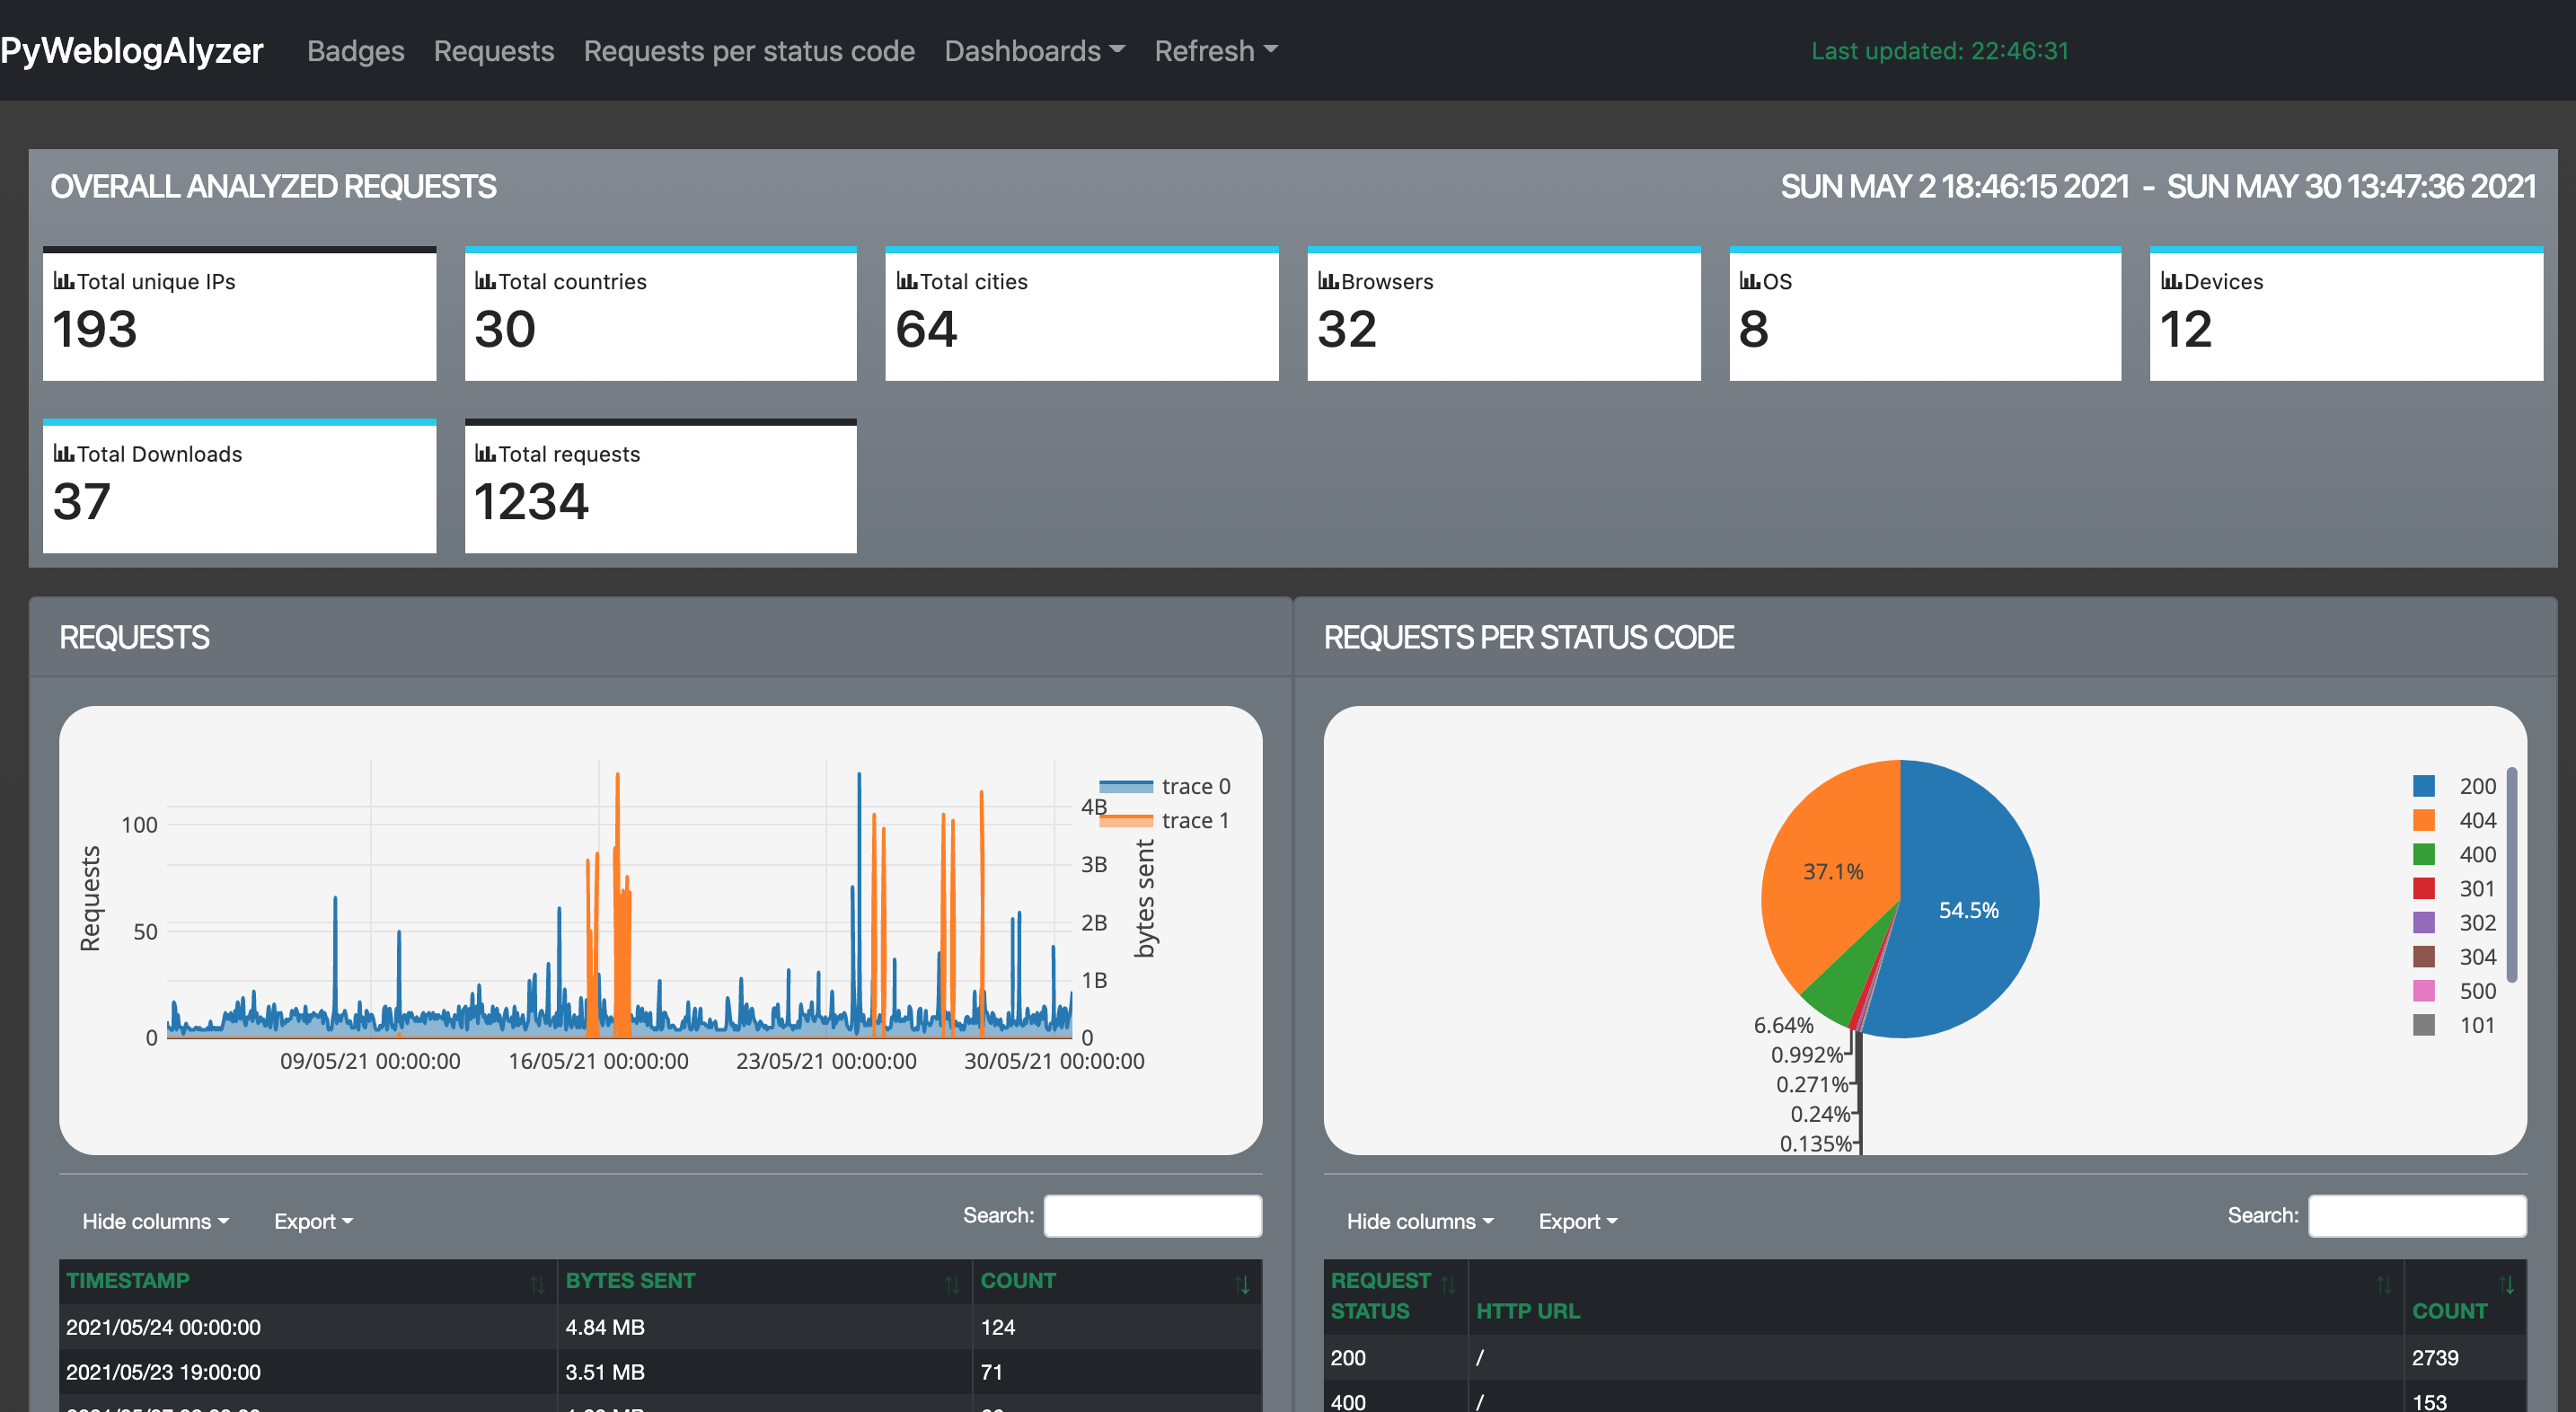 PyWeblogAlyzer Badges Requests Requests per status code Dashboards Refresh Last updated: 22:46:31
OVERALL ANALYZED REQUESTS SUN MAY 2 18:46:15 2021 - SUN MAY 30 13:47:36 2021
Total unique IPs
193
Total countries
30
Total cities
64
Browsers
32
OS
8
Devices
12
Total Downloads
37
Total requests
1234
REQUESTS
trace 0
trace 1
Requests
100
50
0
4B
3B
2B
1B
0
bytes sent
09/05/21 00:00:00 16/05/21 00:00:00 23/05/21 00:00:00 30/05/21 00:00:00
Hide columns Export Search:
TIMESTAMP BYTES SENT COUNT
2021/05/24 00:00:00 4.84 MB 124
2021/05/23 19:00:00 3.51 MB 71
REQUESTS PER STATUS CODE
37.1%
54.5%
6.64%
0.992%
0.271%
0.24%
0.135%
200
404
400
301
302
304
500
101
Hide columns Export Search:
REQUEST STATUS HTTP URL COUNT
200 / 2739
400 / 153